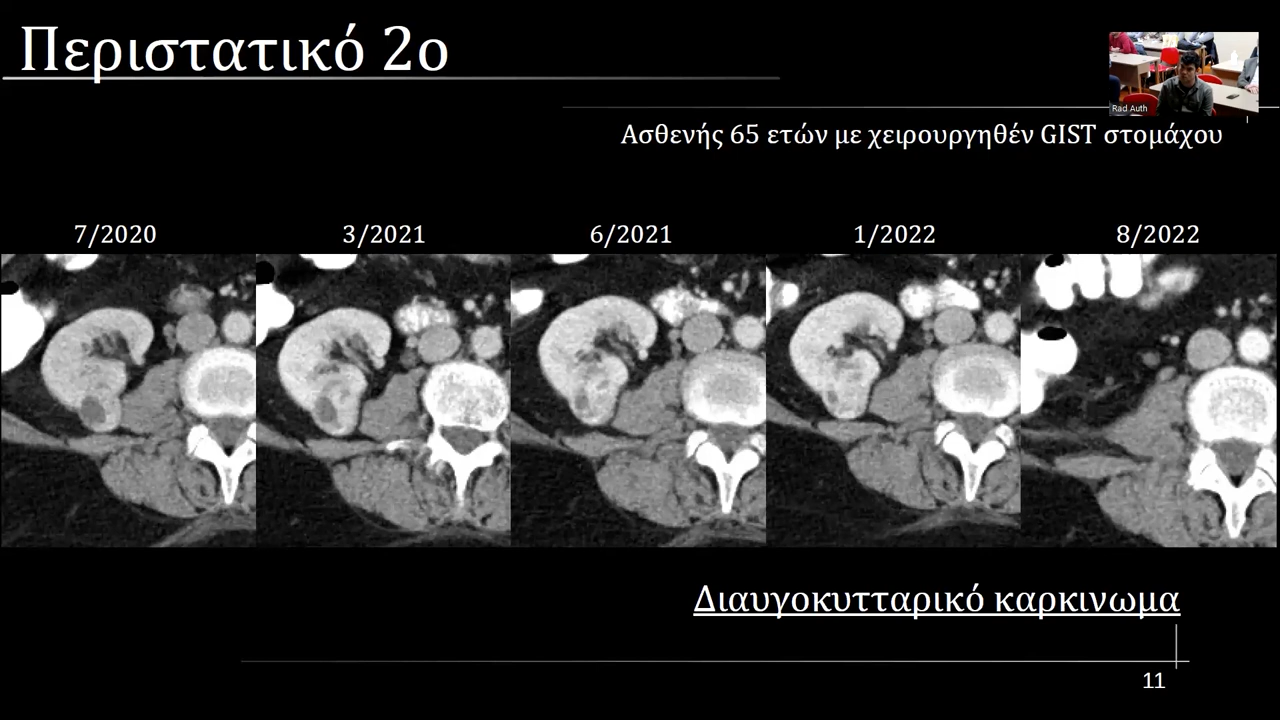 Περιστατικό 2ο
Rad Auth
Ασθενής 65 ετών με χειρουργηθέν GIST στομάχου
7/2020 3/2021 6/2021 1/2022 8/2022
Διαυγοκυτταρικό καρκινωμα
11